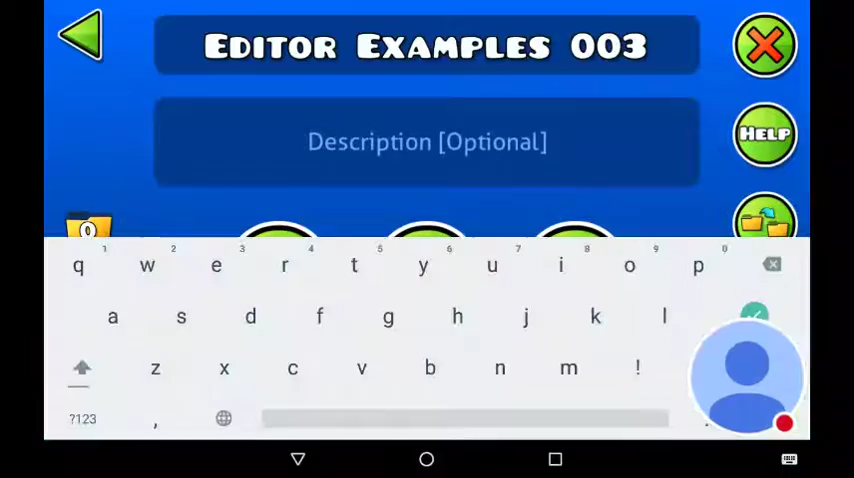 Editor Examples 003
Description [Optional]
Help
0
q 1 w 2 e 3 r 4 t 5 y 6 u 7 i 8 o 9 p 0
a s d f g h j k l
z x c v b n m !
?123 , .